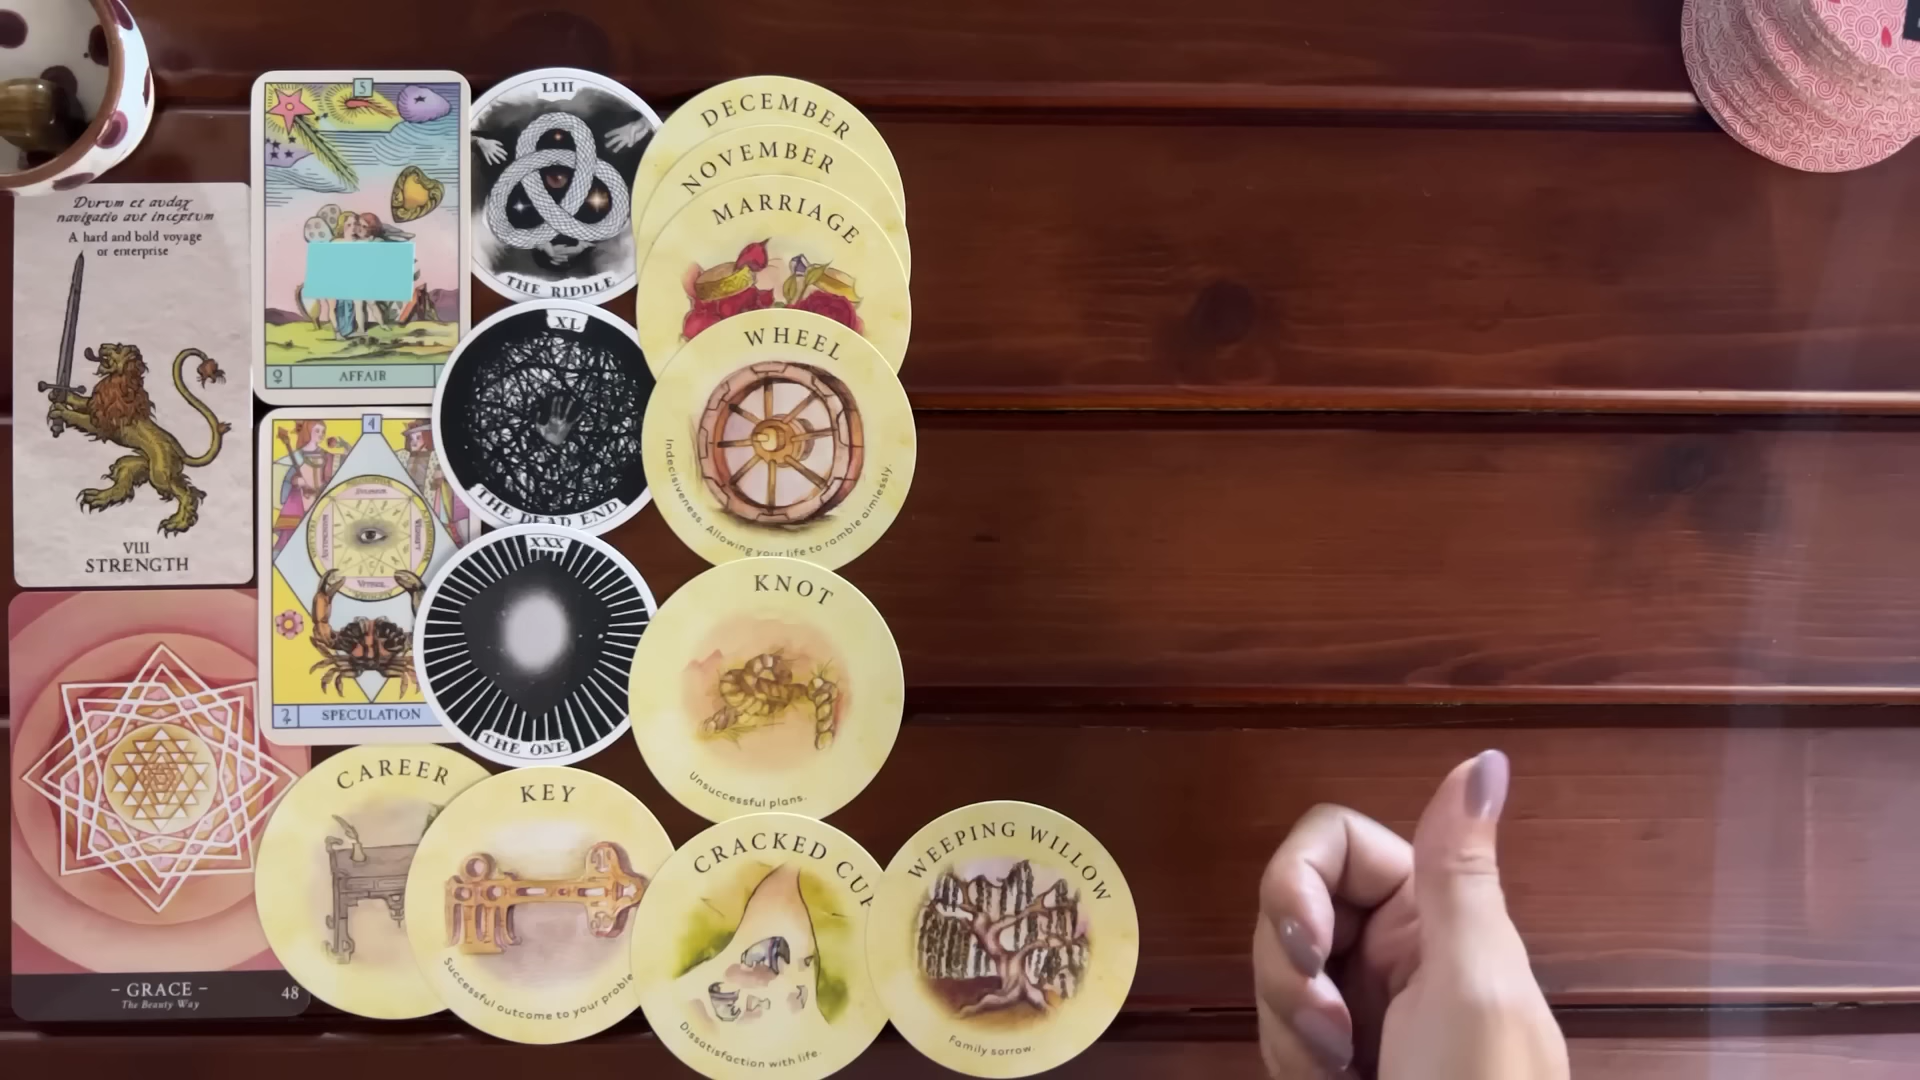 Durum et audax
navigatio aut inceptum
A hard and bold voyage
or enterprise
VIII
STRENGTH
- GRACE -
The Beauty Way
48
5
AFFAIR
4
SPECULATION
LIII
THE RIDDLE
XL
THE DEAD END
XXX
THE ONE
DECEMBER
NOVEMBER
MARRIAGE
WHEEL
Indecisiveness. Allowing your life to ramble aimlessly.
KNOT
Unsuccessful plans.
CAREER
KEY
Successful outcome to your proble
CRACKED CUP
Dissatisfaction with life.
WEEPING WILLOW
Family sorrow.